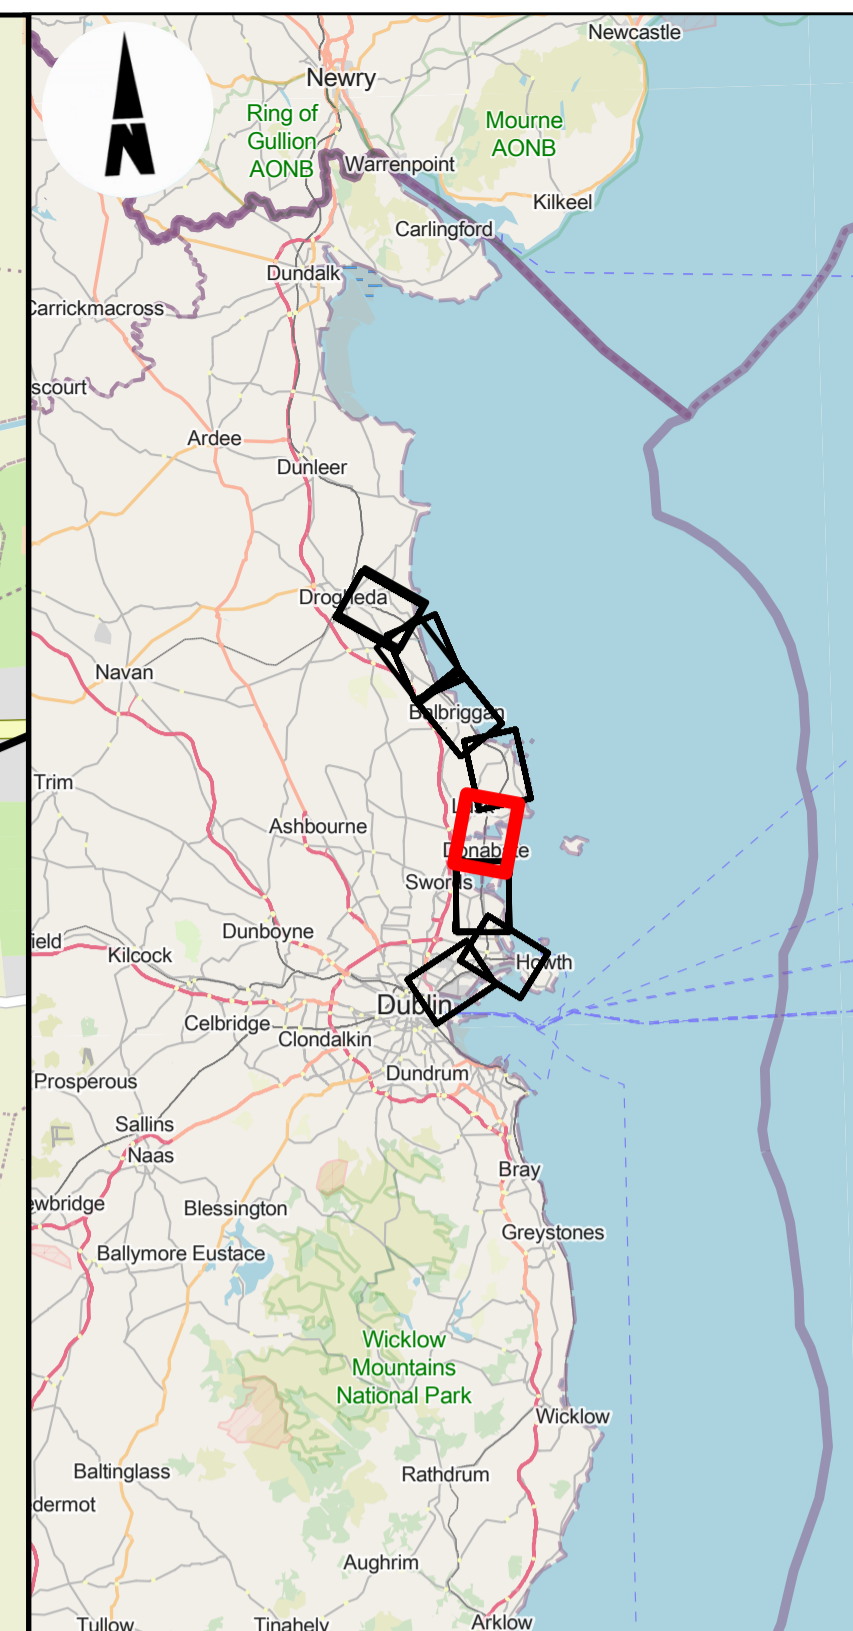 Newcastle
Newry
Ring of
Gullion
AONB
Mourne
AONB
Warrenpoint
Kilkeel
Carlingford
Dundalk
Carrickmacross
scourt
Ardee
Dunleer
Drogheda
Navan
Balbriggan
Trim
Ashbourne
Donabate
Swords
Dunboyne
ield
Kilcock
Howth
Dublin
Celbridge
Clondalkin
Dundrum
Prosperous
Sallins
Naas
Bray
ewbridge
Blessington
Greystones
Ballymore Eustace
Wicklow
Mountains
National Park
Wicklow
Baltinglass
Rathdrum
dermot
Aughrim
Tullow
Tinahely
Arklow
N